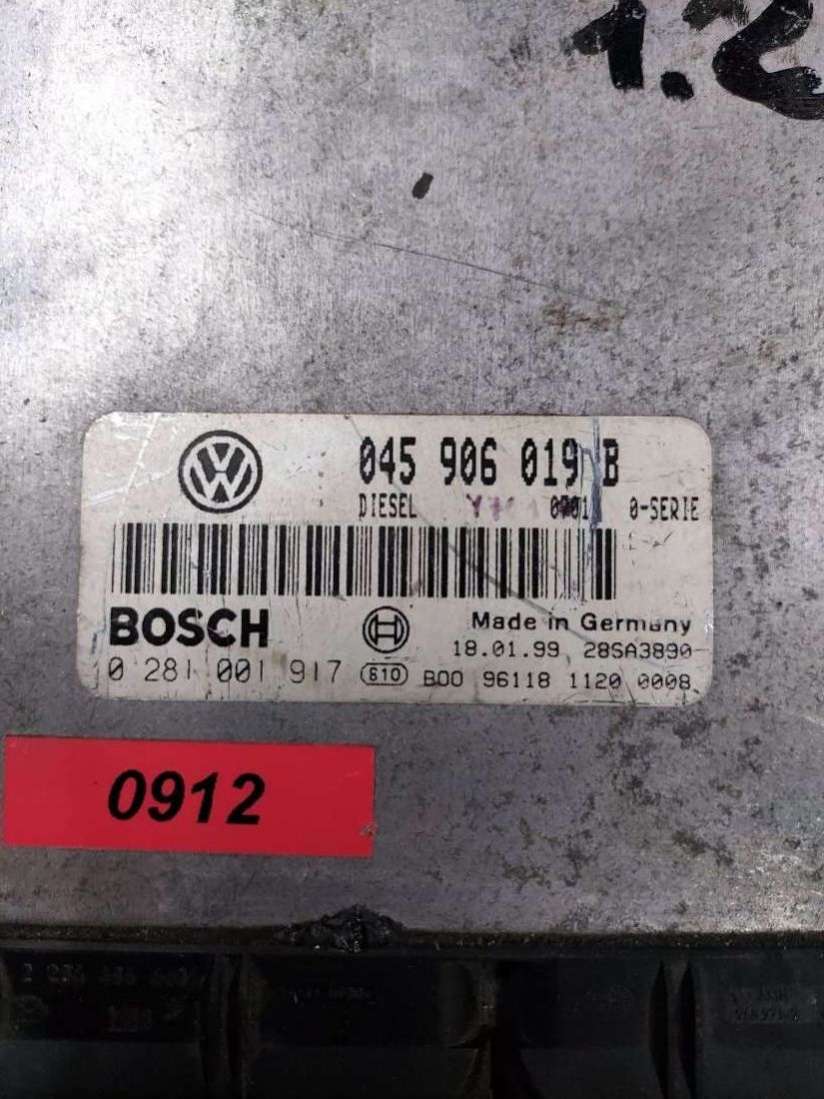 1.2
045 906 019 B
DIESEL 0-SERIE
BOSCH
Made in Germany
18.01.99 28SA3890
0 281 001 917 610 B00 96118 1120 0008
0912